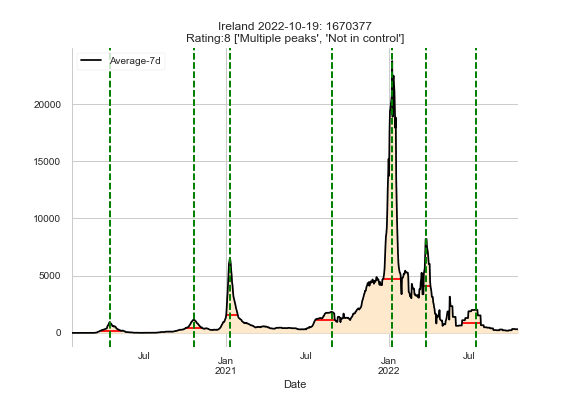 Ireland 2022-10-19: 1670377
Rating:8 ['Multiple peaks', 'Not in control']
Average-7d
20000
15000
10000
5000
0
Jul
Jan
2021
Jul
Jan
2022
Jul
Date